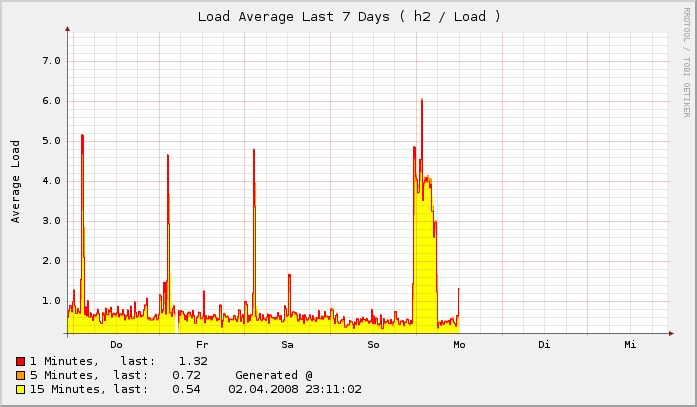 Load Average Last 7 Days ( h2 / Load )
RRDTOOL / TOBI OETIKER
Average Load
7.0
6.0
5.0
4.0
3.0
2.0
1.0
Do Fr Sa So Mo Di Mi
1 Minutes, last: 1.32
5 Minutes, last: 0.72 Generated @
15 Minutes, last: 0.54 02.04.2008 23:11:02